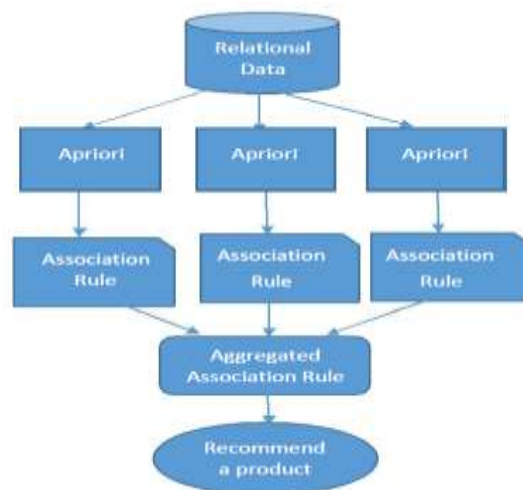 Relational
Data
Apriori
Apriori
Apriori
Association
Rule
Association
Rule
Association
Rule
Aggregated
Association Rule
Recommend
a product